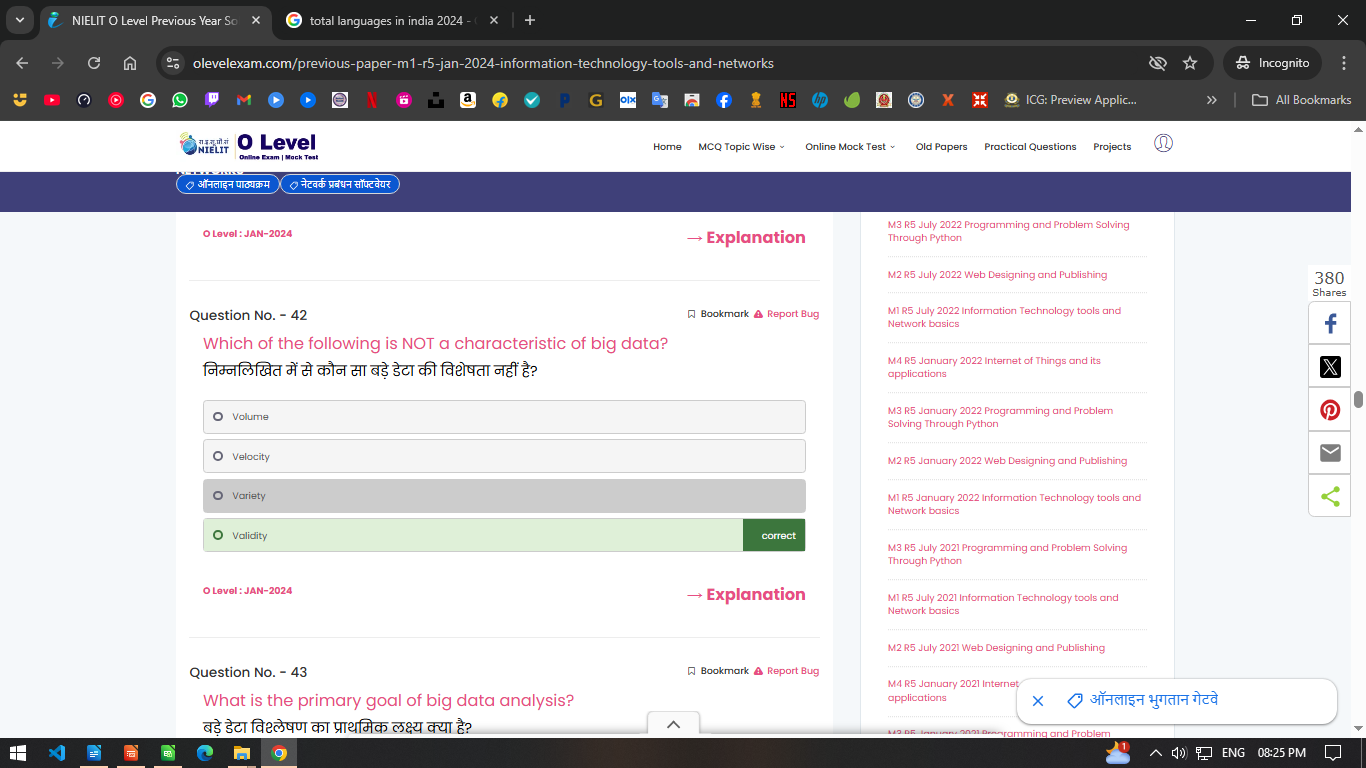 NIELIT O Level Previous Year So
total languages in india 2024 -
olevelexam.com/previous-paper-m1-r5-jan-2024-information-technology-tools-and-networks
Incognito
ICG: Preview Applic...
All Bookmarks
NIELIT
O Level
Online Exam | Mock Test
Home
MCQ Topic Wise
Online Mock Test
Old Papers
Practical Questions
Projects
ऑनलाइन पाठ्यक्रम
नेटवर्क प्रबंधन सॉफ्टवेयर
O Level : JAN-2024
→ Explanation
Question No. - 42
Bookmark
Report Bug
Which of the following is NOT a characteristic of big data?
निम्नलिखित में से कौन सा बड़े डेटा की विशेषता नहीं है?
Volume
Velocity
Variety
Validity
correct
O Level : JAN-2024
→ Explanation
Question No. - 43
Bookmark
Report Bug
What is the primary goal of big data analysis?
बड़े डेटा विश्लेषण का प्राथमिक लक्ष्य क्या है?
M3 R5 July 2022 Programming and Problem Solving
Through Python
M2 R5 July 2022 Web Designing and Publishing
M1 R5 July 2022 Information Technology tools and
Network basics
M4 R5 January 2022 Internet of Things and its
applications
M3 R5 January 2022 Programming and Problem
Solving Through Python
M2 R5 January 2022 Web Designing and Publishing
M1 R5 January 2022 Information Technology tools and
Network basics
M3 R5 July 2021 Programming and Problem Solving
Through Python
M1 R5 July 2021 Information Technology tools and
Network basics
M2 R5 July 2021 Web Designing and Publishing
M4 R5 January 2021 Internet
applications
M3 R5 January 2021 Programming and Problem
380
Shares
ऑनलाइन भुगतान गेटवे
1
ENG
08:25 PM